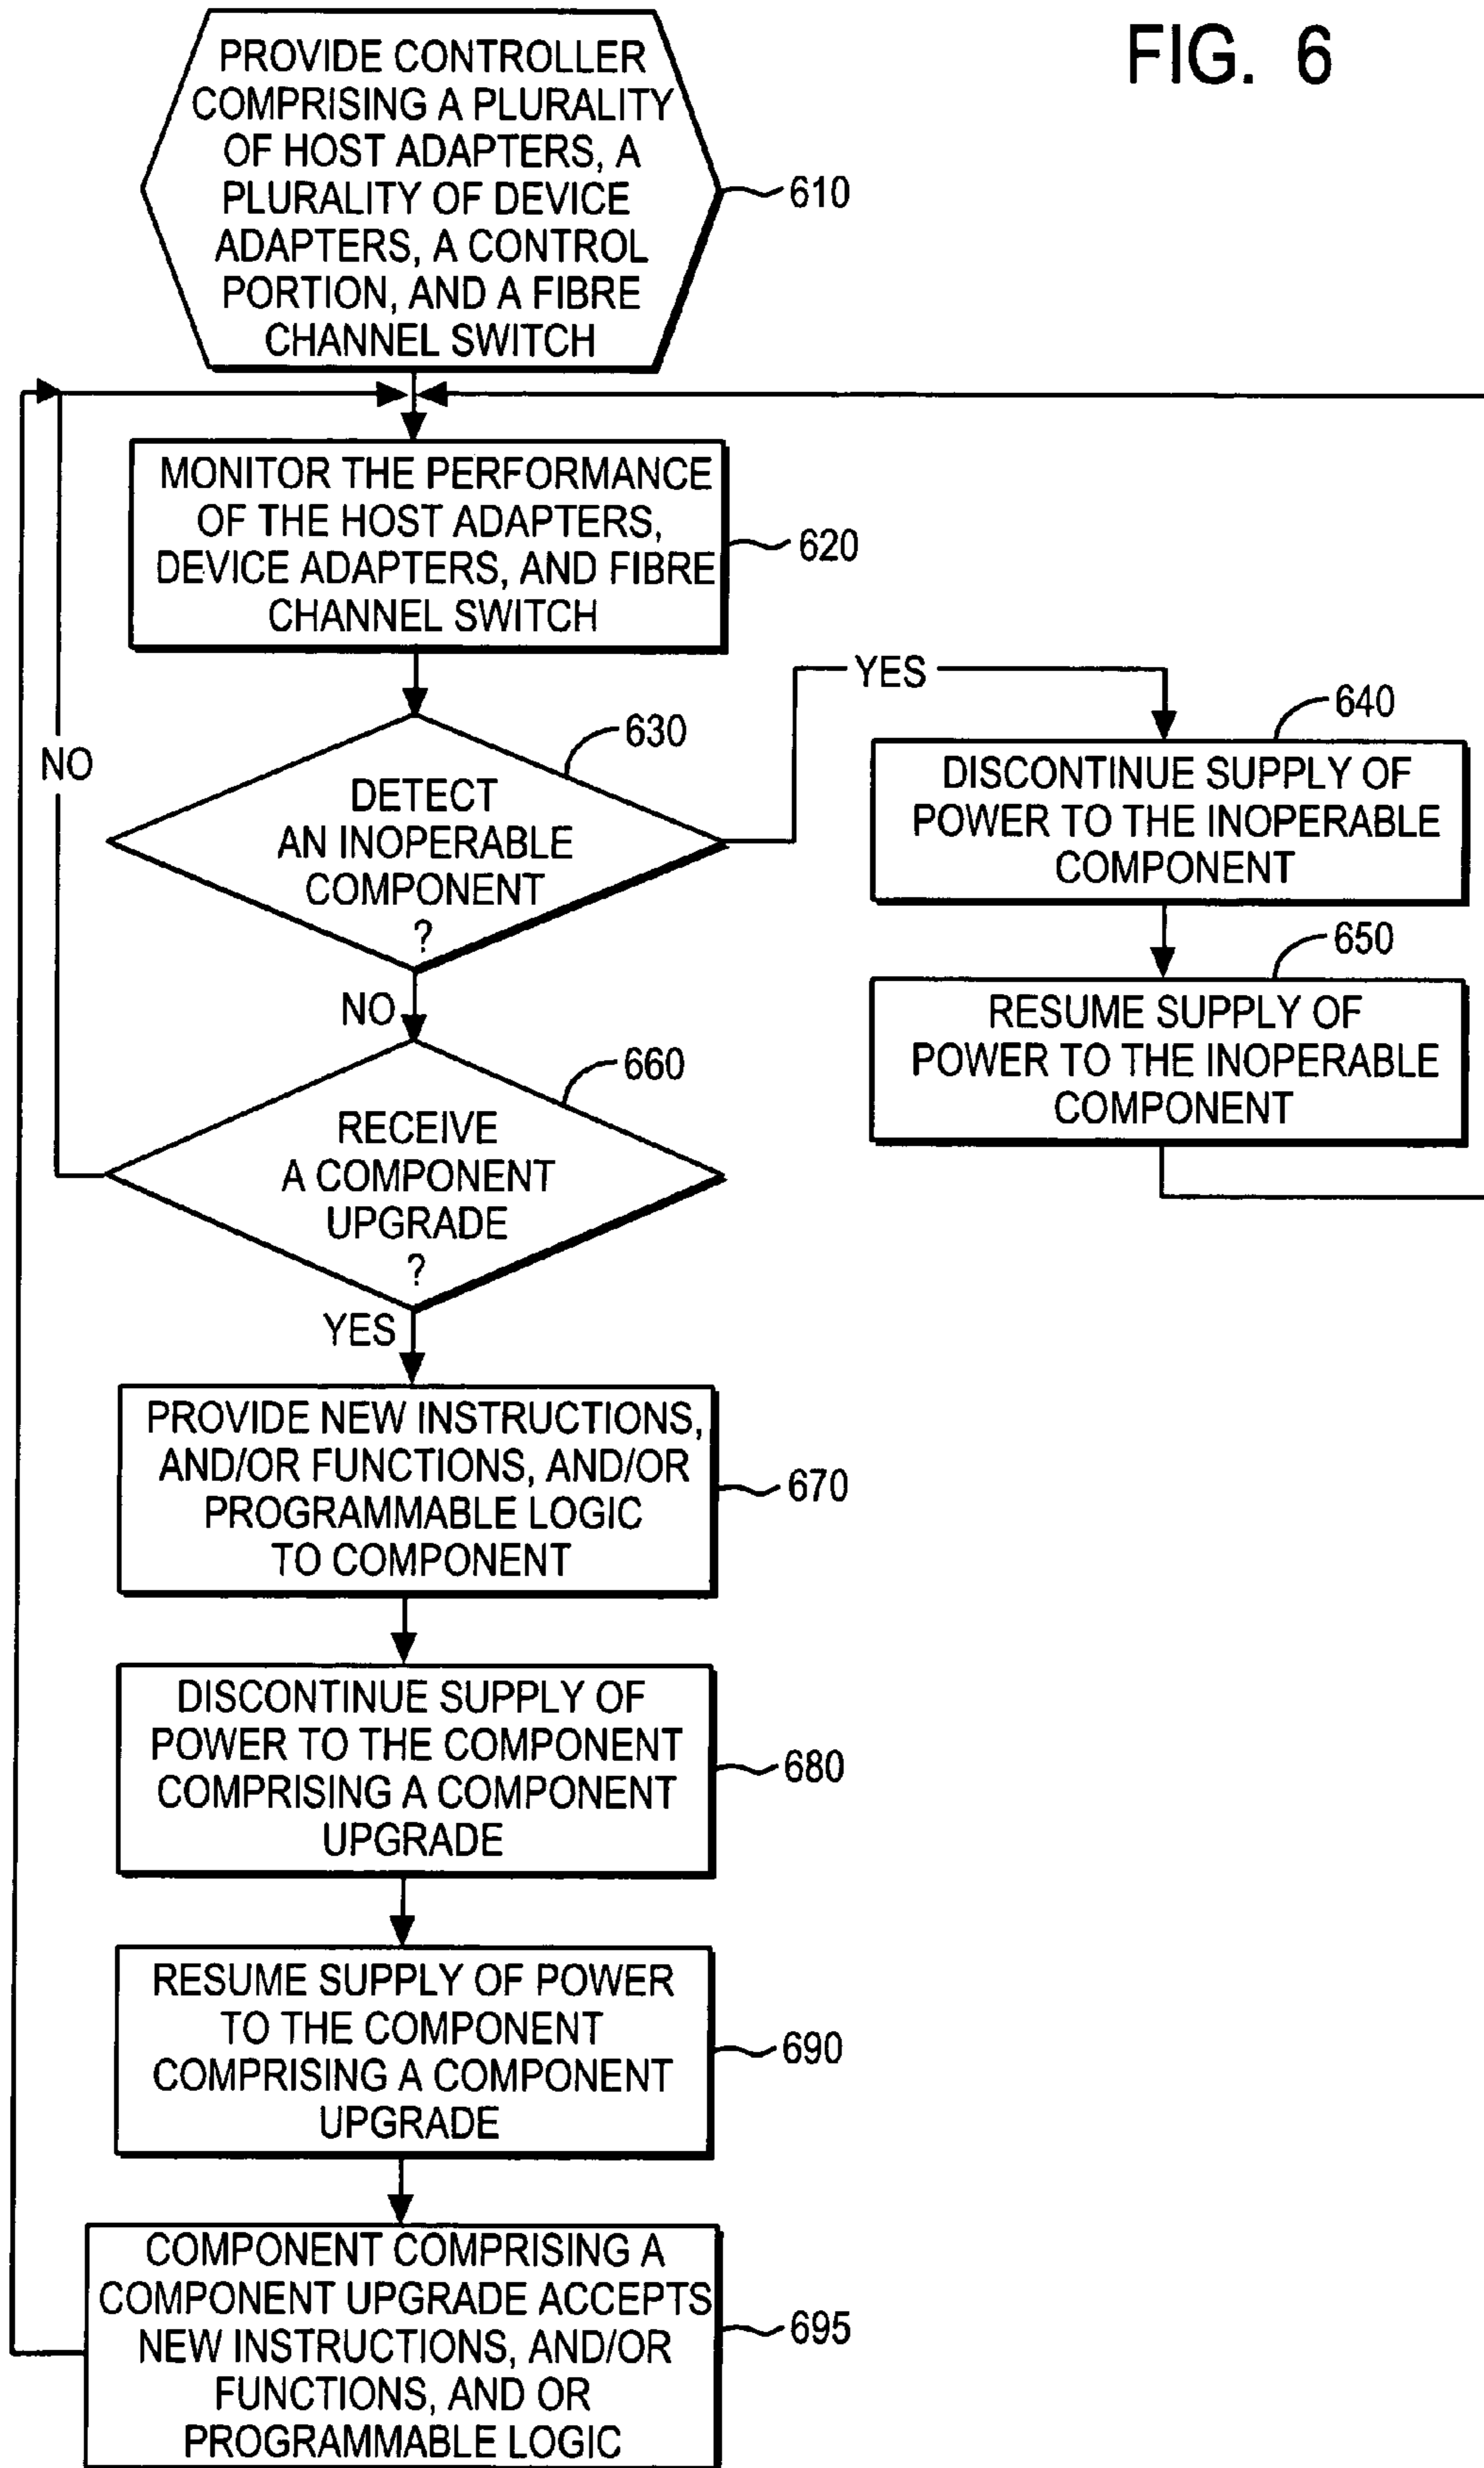 FIG. 6
PROVIDE CONTROLLER
COMPRISING A PLURALITY
OF HOST ADAPTERS, A
PLURALITY OF DEVICE
ADAPTERS, A CONTROL
PORTION, AND A FIBRE
CHANNEL SWITCH
610
MONITOR THE PERFORMANCE
OF THE HOST ADAPTERS,
DEVICE ADAPTERS, AND FIBRE
CHANNEL SWITCH
620
DETECT
AN INOPERABLE
COMPONENT
?
630
YES
NO
640
DISCONTINUE SUPPLY OF
POWER TO THE INOPERABLE
COMPONENT
650
RESUME SUPPLY OF
POWER TO THE INOPERABLE
COMPONENT
NO
660
RECEIVE
A COMPONENT
UPGRADE
?
YES
PROVIDE NEW INSTRUCTIONS,
AND/OR FUNCTIONS, AND/OR
PROGRAMMABLE LOGIC
TO COMPONENT
670
DISCONTINUE SUPPLY OF
POWER TO THE COMPONENT
COMPRISING A COMPONENT
UPGRADE
680
RESUME SUPPLY OF POWER
TO THE COMPONENT
COMPRISING A COMPONENT
UPGRADE
690
COMPONENT COMPRISING A
COMPONENT UPGRADE ACCEPTS
NEW INSTRUCTIONS, AND/OR
FUNCTIONS, AND OR
PROGRAMMABLE LOGIC
695